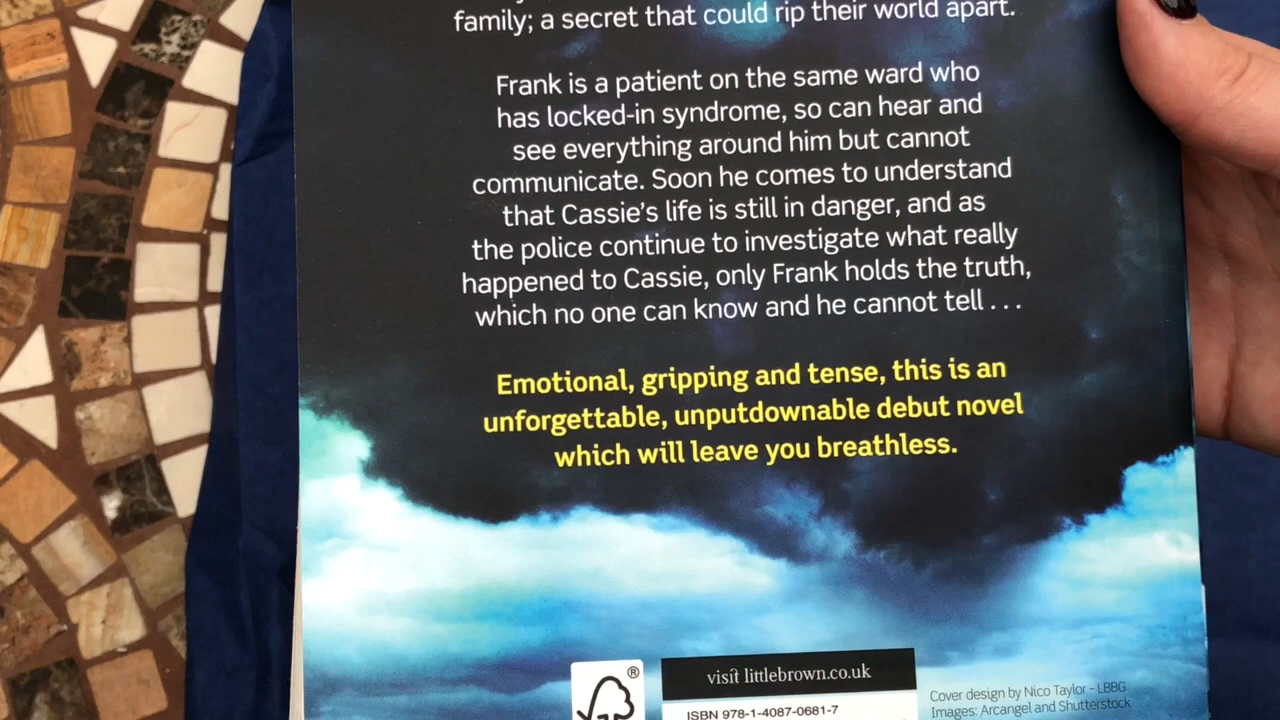 family; a secret that could rip their world apart.
Frank is a patient on the same ward who
has locked-in syndrome, so can hear and
see everything around him but cannot
communicate. Soon he comes to understand
that Cassie's life is still in danger, and as
the police continue to investigate what really
happened to Cassie, only Frank holds the truth,
which no one can know and he cannot tell . . .
Emotional, gripping and tense, this is an
unforgettable, unputdownable debut novel
which will leave you breathless.
®
visit littlebrown.co.uk
ISBN 978-1-4087-0681-7
Cover design by Nico Taylor – LBBG
Images: Arcangel and Shutterstock